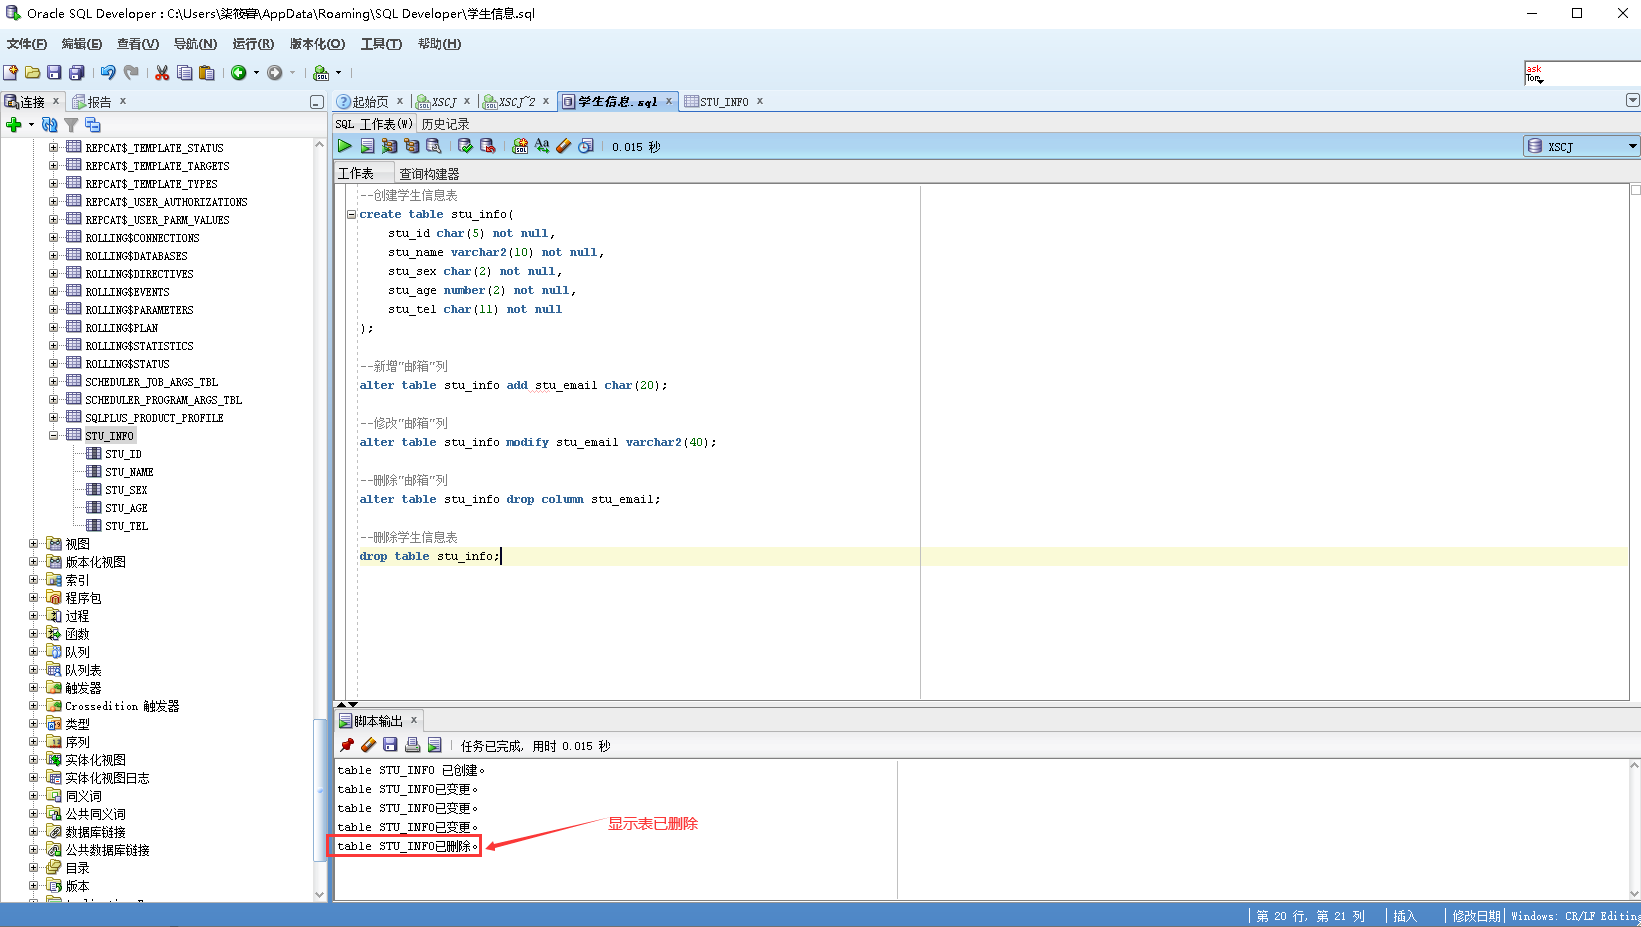 Oracle SQL Developer : C:\Users\柒筱暮\AppData\Roaming\SQL Developer\学生信息.sql
文件(F) 编辑(E) 查看(V) 导航(N) 运行(R) 版本化(O) 工具(T) 帮助(H)
ask
Tom
连接 x 报告 x
起始页 x XSCJ x XSCJ~2 x 学生信息.sql x STU_INFO x
SQL 工作表(W) 历史记录
0.015 秒
XSCJ
工作表 查询构建器
REPCAT$_TEMPLATE_STATUS
REPCAT$_TEMPLATE_TARGETS
REPCAT$_TEMPLATE_TYPES
REPCAT$_USER_AUTHORIZATIONS
REPCAT$_USER_PARM_VALUES
ROLLING$CONNECTIONS
ROLLING$DATABASES
ROLLING$DIRECTIVES
ROLLING$EVENTS
ROLLING$PARAMETERS
ROLLING$PLAN
ROLLING$STATISTICS
ROLLING$STATUS
SCHEDULER_JOB_ARGS_TBL
SCHEDULER_PROGRAM_ARGS_TBL
SQLPLUS_PRODUCT_PROFILE
STU_INFO
STU_ID
STU_NAME
STU_SEX
STU_AGE
STU_TEL
视图
版本化视图
索引
程序包
过程
函数
队列
队列表
触发器
Crossedition 触发器
类型
序列
实体化视图
实体化视图日志
同义词
公共同义词
数据库链接
公共数据库链接
目录
版本
--创建学生信息表
create table stu_info(
stu_id char(5) not null,
stu_name varchar2(10) not null,
stu_sex char(2) not null,
stu_age number(2) not null,
stu_tel char(11) not null
);
--新增"邮箱"列
alter table stu_info add stu_email char(20);
--修改"邮箱"列
alter table stu_info modify stu_email varchar2(40);
--删除"邮箱"列
alter table stu_info drop column stu_email;
--删除学生信息表
drop table stu_info;
脚本输出 x
任务已完成, 用时 0.015 秒
table STU_INFO 已创建。
table STU_INFO已变更。
table STU_INFO已变更。
table STU_INFO已变更。
table STU_INFO已删除。
显示表已删除
第 20 行, 第 21 列 插入 修改日期 Windows: CR/LF Editing